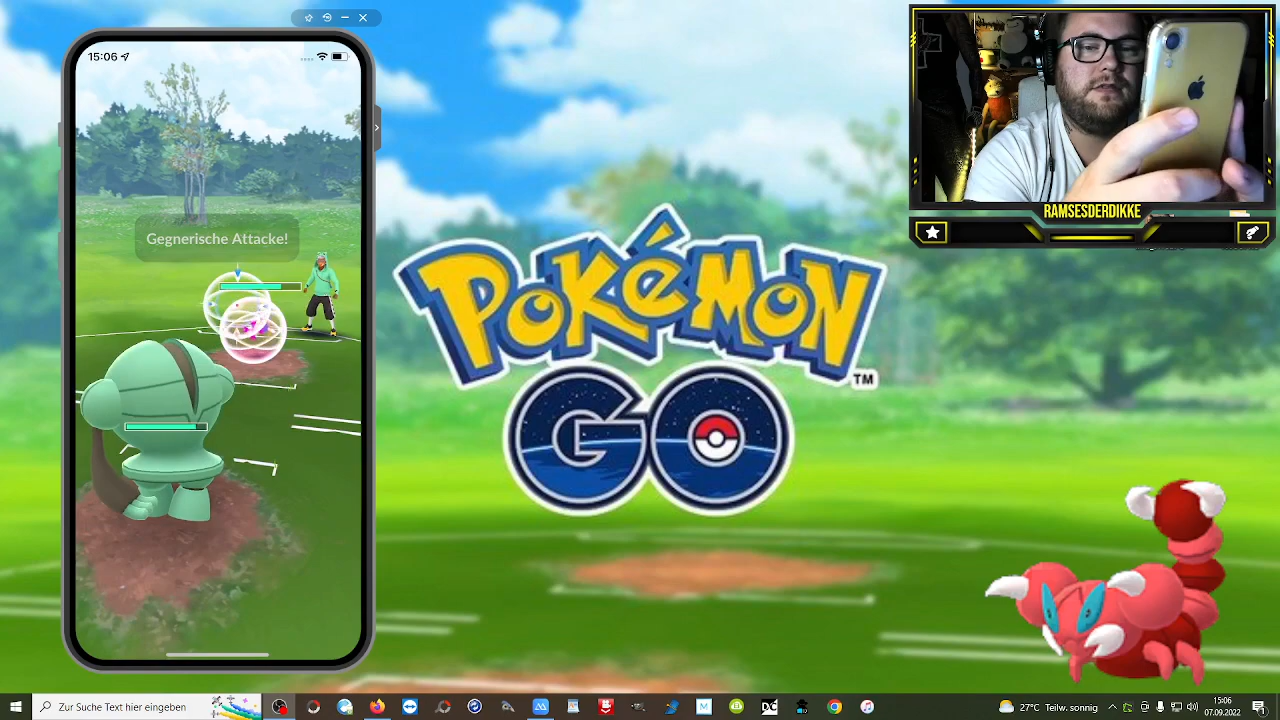 15:06
Gegnerische Attacke!
POKÉMON
TM
GO
RAMSESDERDIKKE
Zur Suche Text hier eingeben
27°C Teilw. sonnig
15:06
07.09.2022